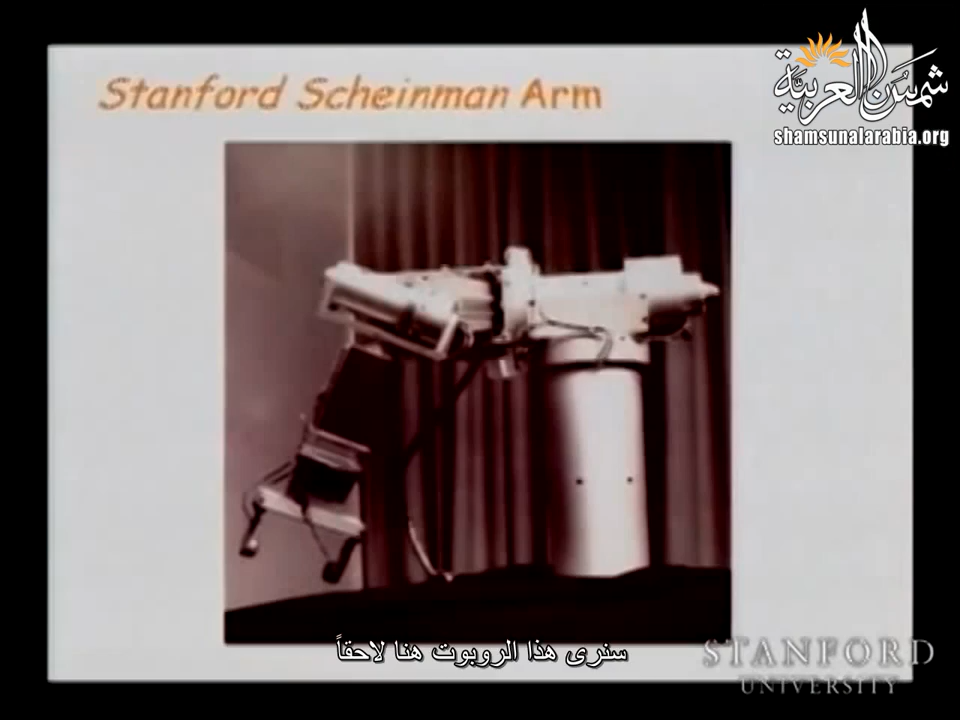 Stanford Scheinman Arm
شمس العربية
shamsunalarabia.org
سنرى هذا الروبوت هنا لاحقاً
STANFORD
UNIVERSITY